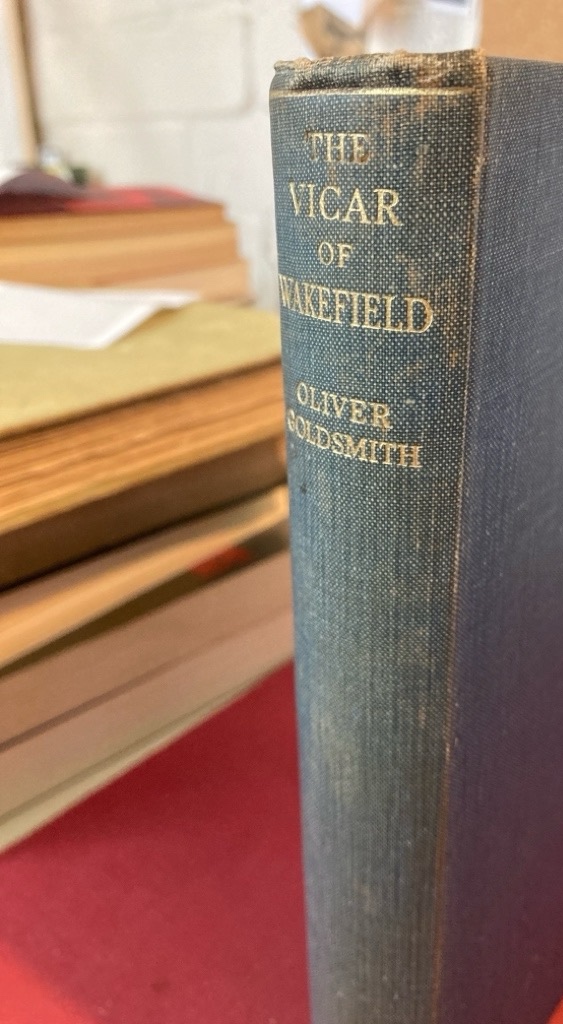 THE
VICAR
OF
WAKEFIELD
OLIVER
GOLDSMITH